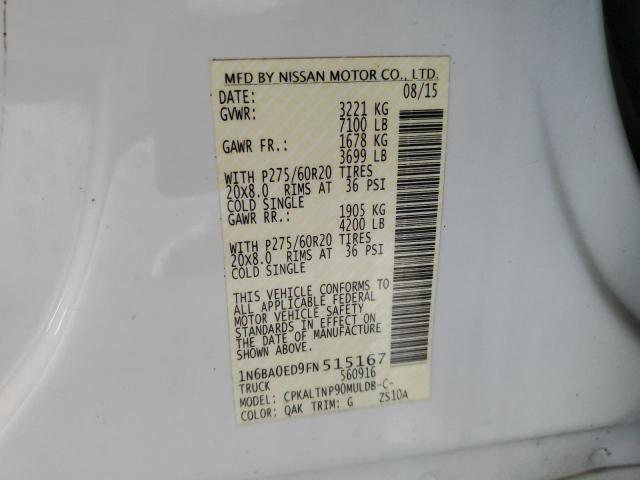 MFD BY NISSAN MOTOR CO., LTD.
DATE: 08/15
GVWR: 3221 KG
7100 LB
GAWR FR.: 1678 KG
3699 LB
WITH P275/60R20 TIRES
20X8.0 RIMS AT 36 PSI
COLD SINGLE
GAWR RR.: 1905 KG
4200 LB
WITH P275/60R20 TIRES
20X8.0 RIMS AT 36 PSI
COLD SINGLE
THIS VEHICLE CONFORMS TO
ALL APPLICABLE FEDERAL
MOTOR VEHICLE SAFETY
STANDARDS IN EFFECT ON
THE DATE OF MANUFACTURE
SHOWN ABOVE.
1N6BA0ED9FN515167
TRUCK 560916
MODEL: CPKALTNP90MULDB-C-
COLOR: QAK TRIM: G ZS10A